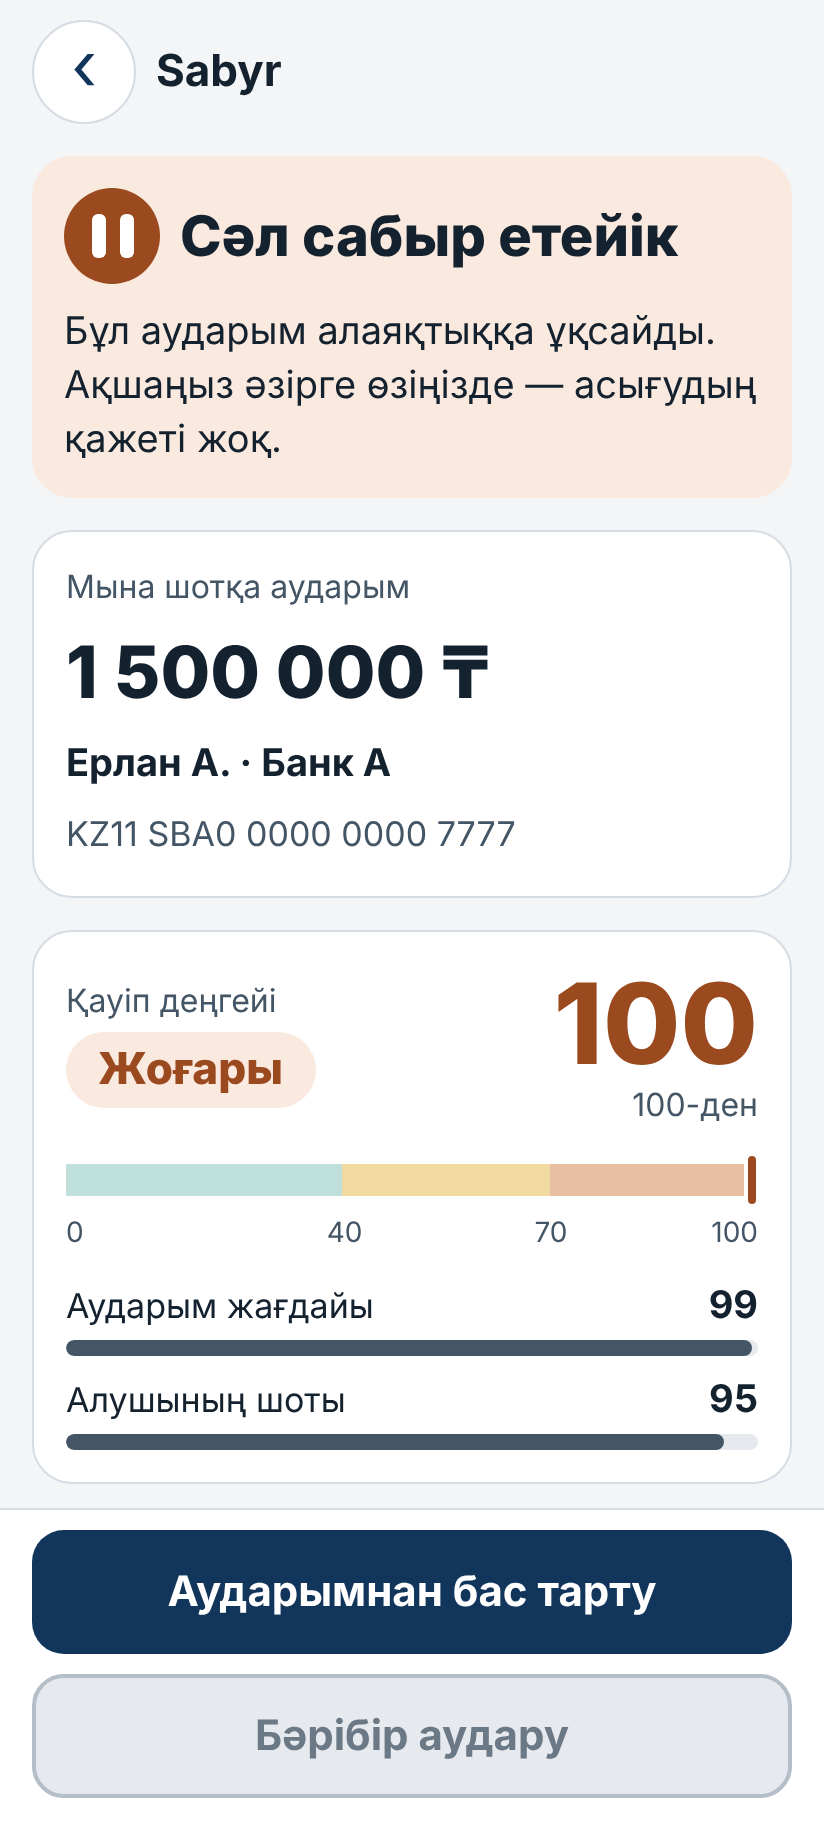 Sabyr
Сәл сабыр етейік
Бұл аударым алаяқтыққа ұқсайды.
Ақшаңыз әзірге өзіңізде — асығудың
қажеті жоқ.
Мына шотқа аударым
1 500 000 ₸
Ерлан А. · Банк А
KZ11 SBA0 0000 0000 7777
Қауіп деңгейі
Жоғары
100
100-ден
0 40 70 100
Аударым жағдайы 99
Алушының шоты 95
Аударымнан бас тарту
Бәрібір аудару